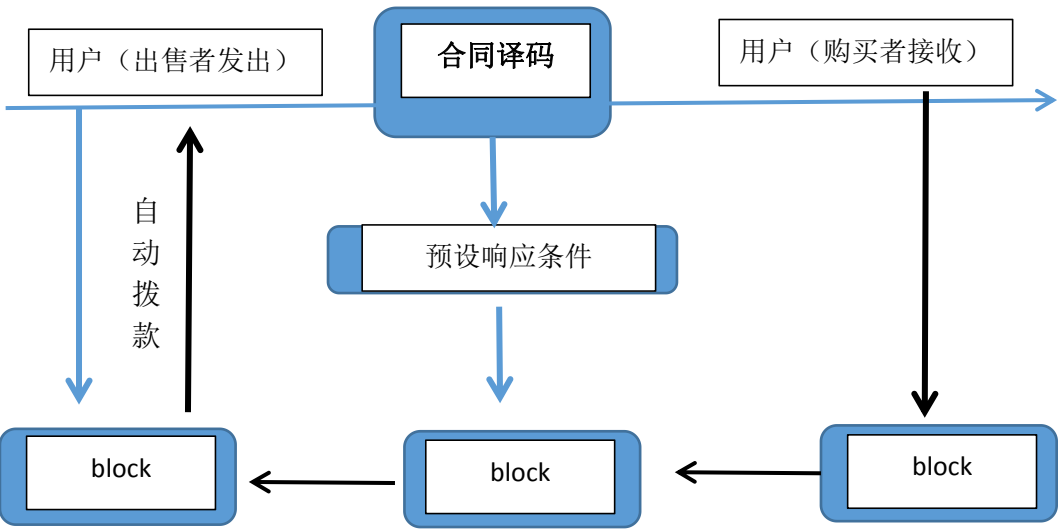 用户（出售者发出）
合同译码
用户（购买者接收）
自
动
拨
款
预设响应条件
block
block
block